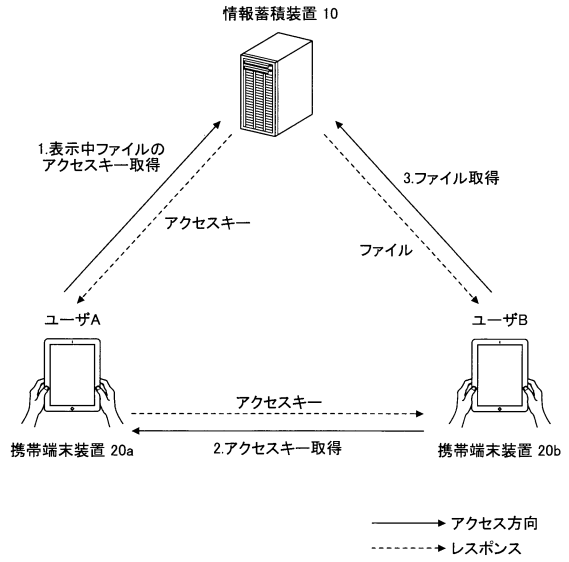 情報蓄積装置 10
1.表示中ファイルの
アクセスキー取得
3.ファイル取得
アクセスキー
ファイル
ユーザA
ユーザB
アクセスキー
2.アクセスキー取得
携帯端末装置 20a
携帯端末装置 20b
アクセス方向
レスポンス